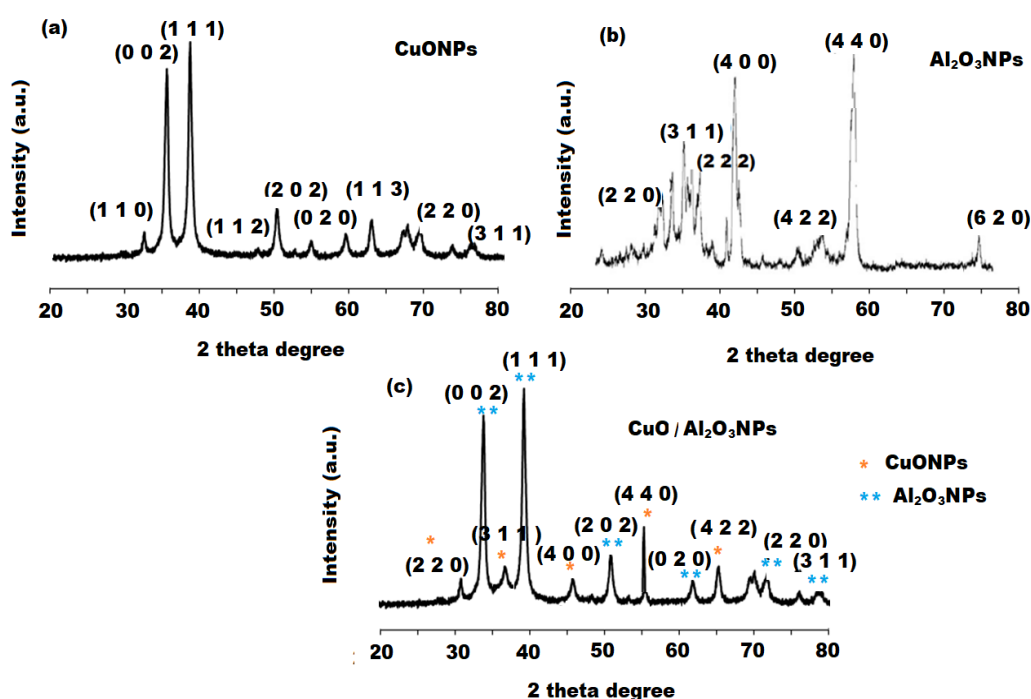 (a)
CuONPs
(1 1 1)
(0 0 2)
(1 1 0)
(1 1 2)
(2 0 2)
(0 2 0)
(1 1 3)
(2 2 0)
(3 1 1)
Intensity (a.u.)
20 30 40 50 60 70 80
2 theta degree
(b)
Al₂O₃NPs
(4 4 0)
(4 0 0)
(3 1 1)
(2 2 2)
(2 2 0)
(4 2 2)
(6 2 0)
Intensity (a.u.)
20 30 40 50 60 70 80
2 theta degree
(c)
CuO / Al₂O₃NPs
(1 1 1)
**
(0 0 2)
**
* CuONPs
** Al₂O₃NPs
(4 4 0)
*
(2 0 2)
**
(4 2 2)
*
(3 1 1)
*
*
(2 2 0)
(4 0 0)
*
(0 2 0)
**
(2 2 0)
**
(3 1 1)
**
Intensity (a.u.)
20 30 40 50 60 70 80
2 theta degree